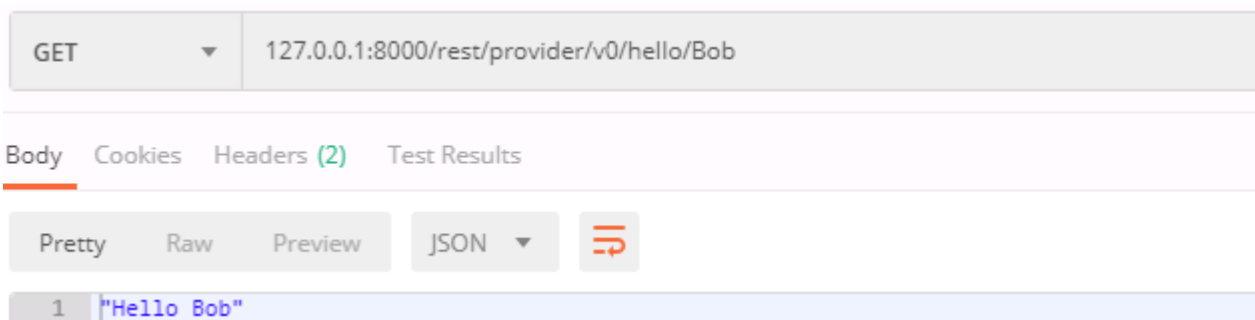 GET 127.0.0.1:8000/rest/provider/v0/hello/Bob
Body Cookies Headers (2) Test Results
Pretty Raw Preview JSON
1 "Hello Bob"